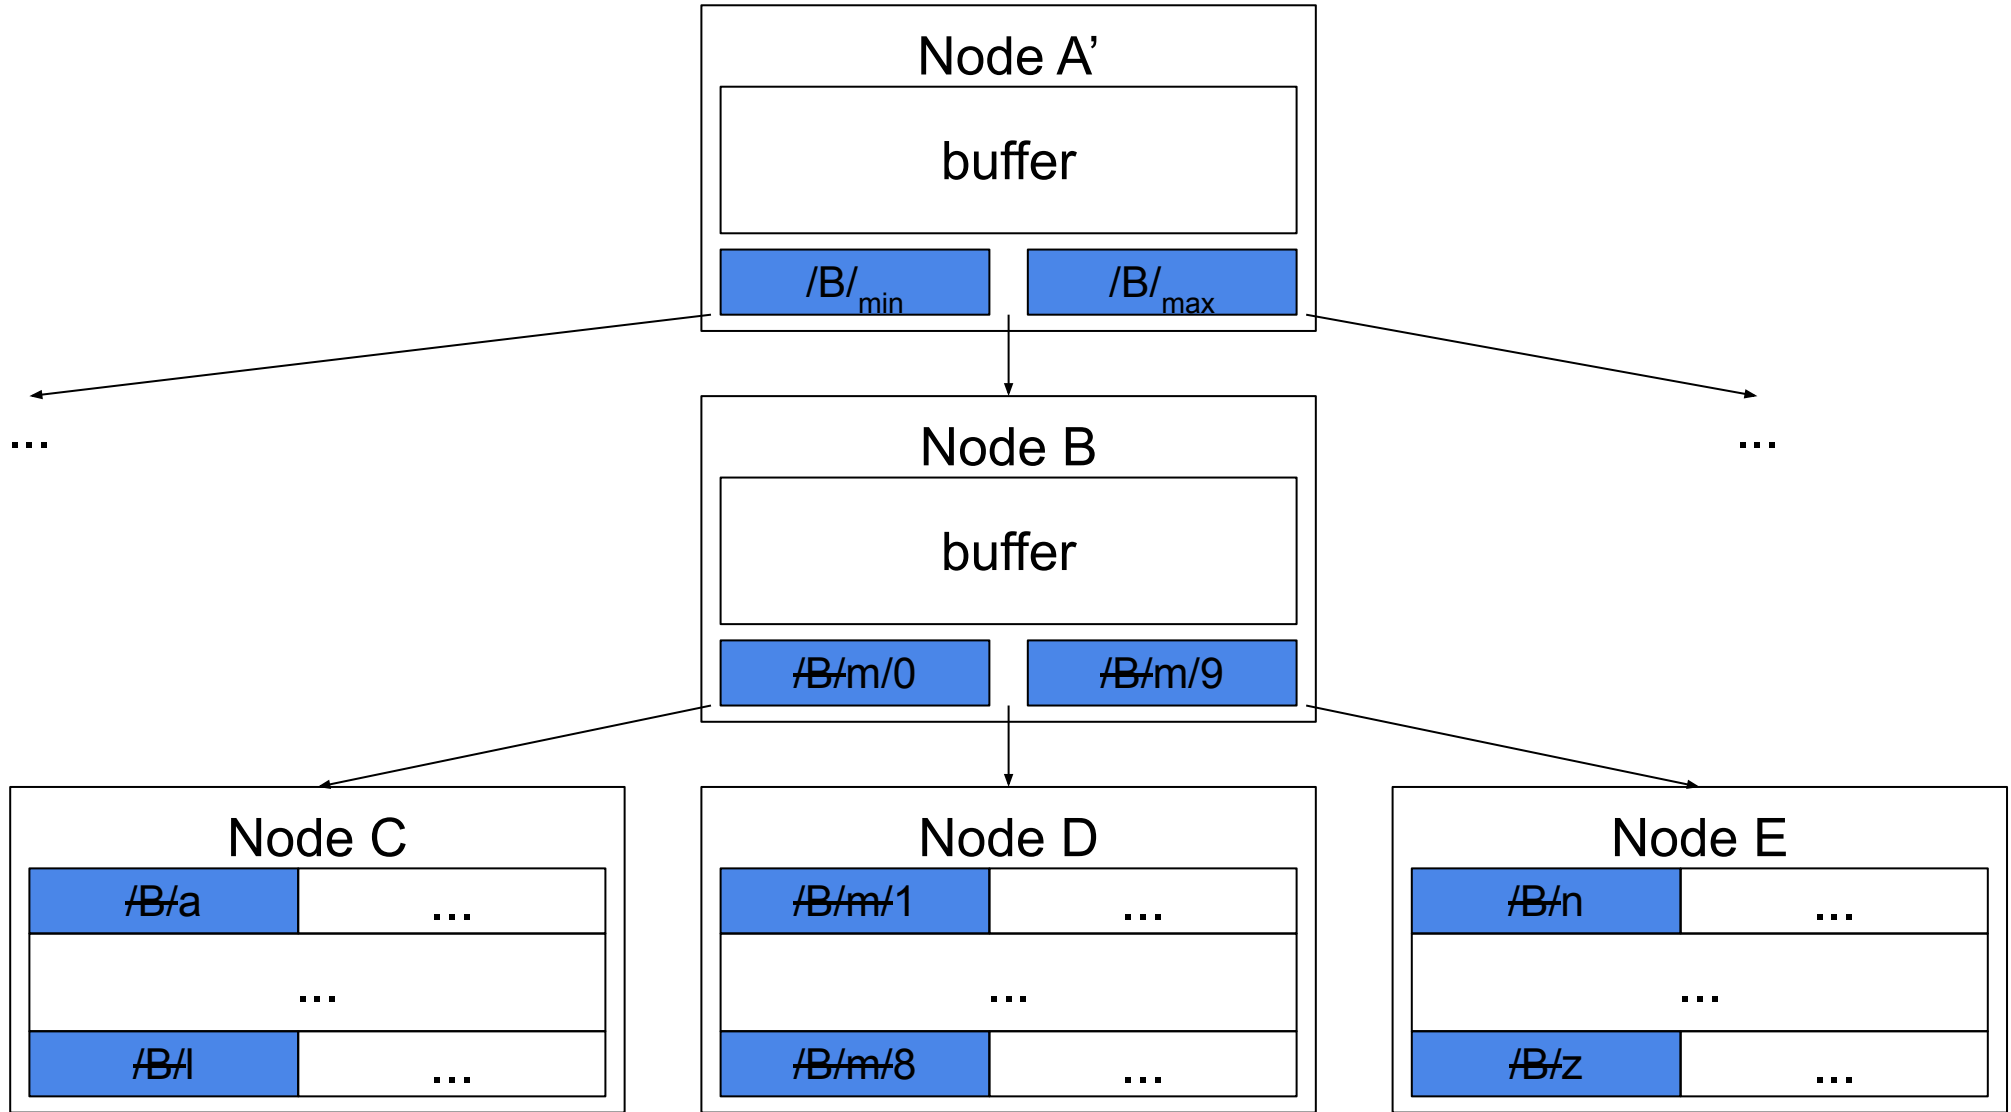 Node A’
buffer
/B/min
/B/max
...
...
Node B
buffer
/B/m/0
/B/m/9
Node C
/B/a
...
...
/B/l
...
Node D
/B/m/1
...
...
/B/m/8
...
Node E
/B/n
...
...
/B/z
...